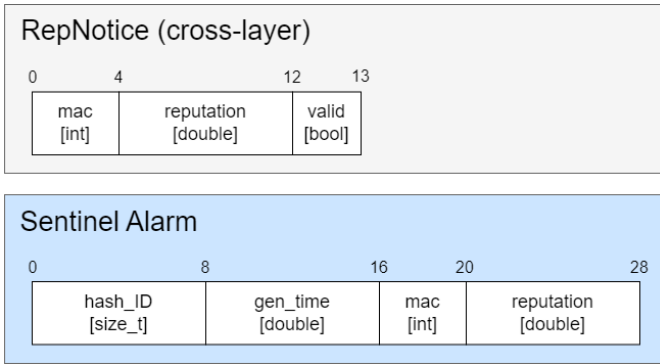 RepNotice (cross-layer)
0 4 12 13
mac reputation valid
[int] [double] [bool]
Sentinel Alarm
0 8 16 20 28
hash_ID gen_time mac reputation
[size_t] [double] [int] [double]